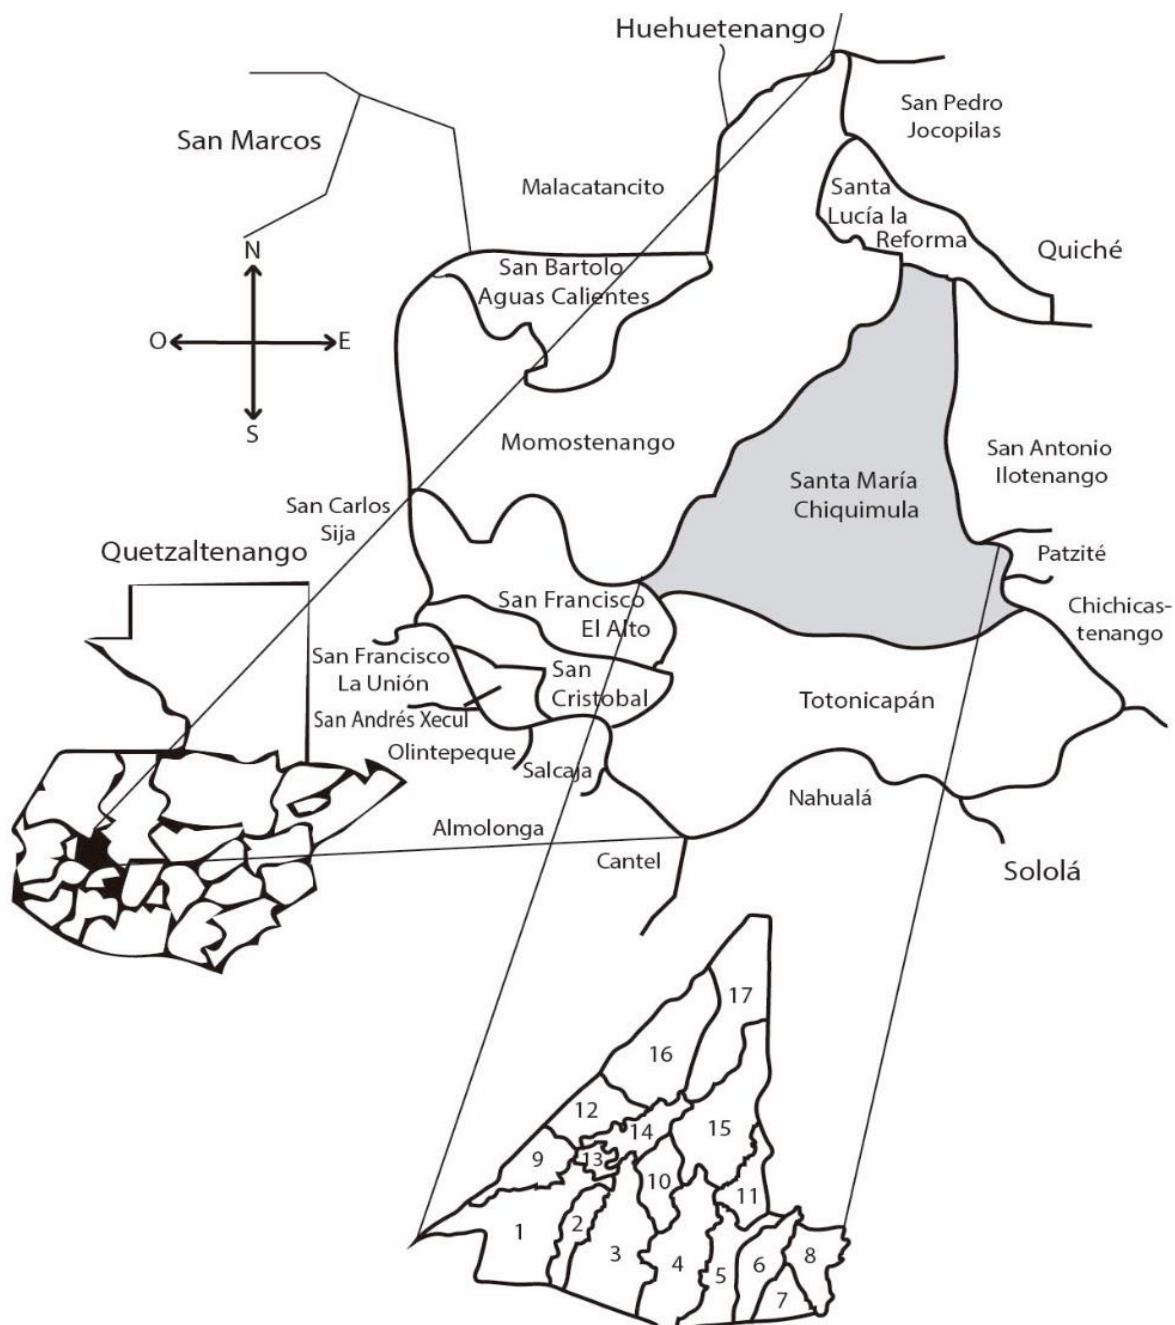 Huehuetenango
San Pedro
Jocopilas
San Marcos
Malacatancito
Santa
Lucía la
Reforma
Quiché
N
San Bartolo
Aguas Calientes
O
E
S
Momostenango
San Antonio
Ilotenango
Santa María
Chiquimula
San Carlos
Sija
Quetzaltenango
Patzité
San Francisco
El Alto
Chichicas-
tenango
San Francisco
La Unión
San
Cristobal
Totonicapán
San Andrés Xecul
Olintepeque
Salcaja
Nahualá
Almolonga
Cantel
Sololá
17
16
12
14
15
9
13
10
11
1
2
3
4
5
6
8
7